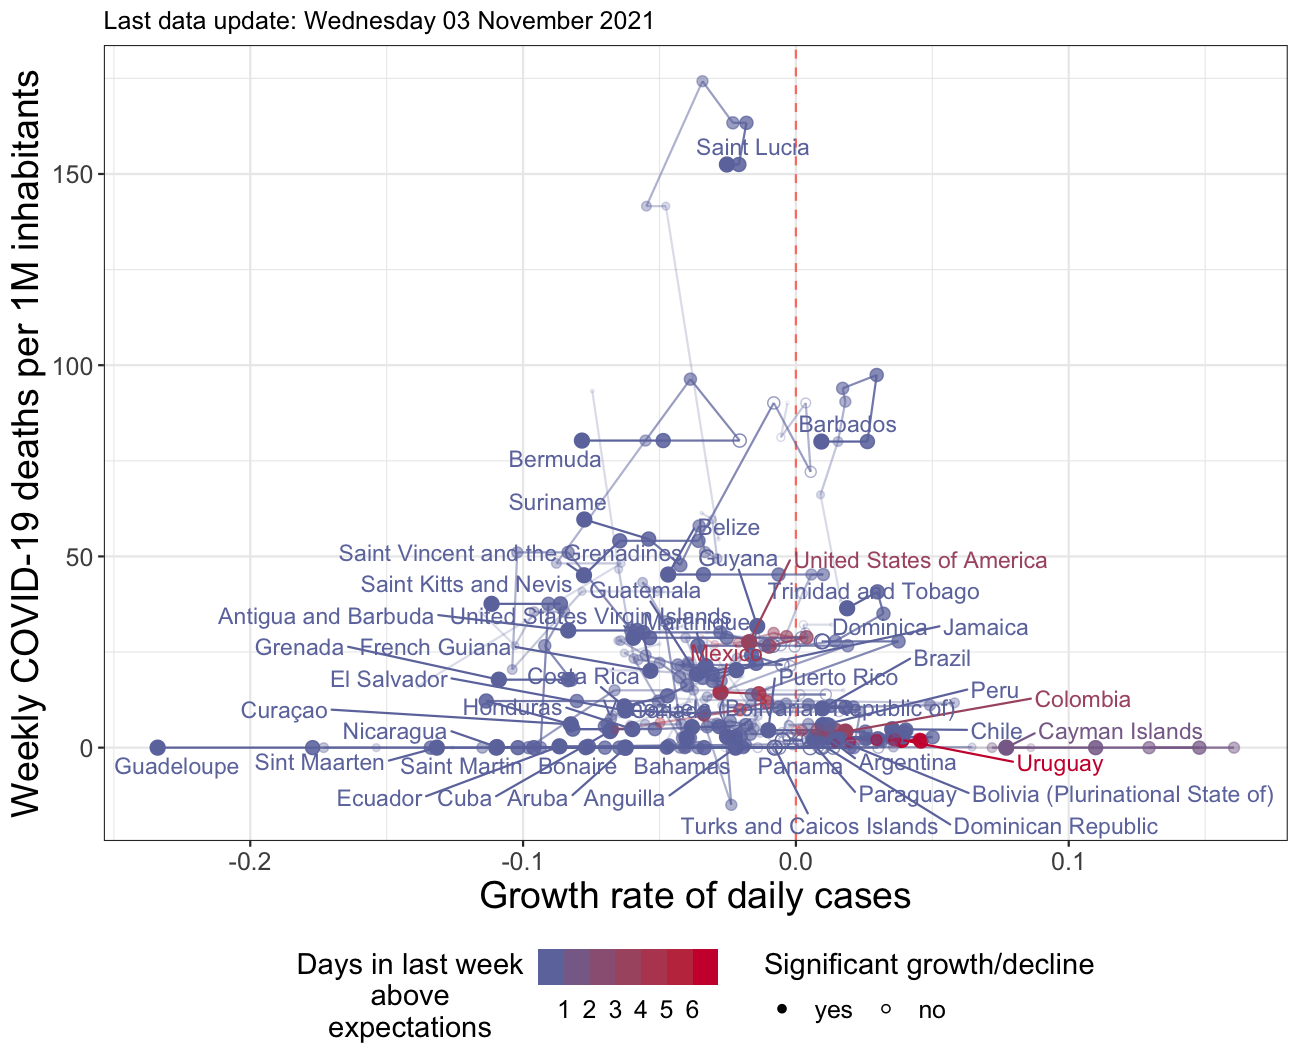 Last data update: Wednesday 03 November 2021
Weekly COVID-19 deaths per 1M inhabitants
150
100
50
0
Saint Lucia
Barbados
Bermuda
Suriname
Belize
Saint Vincent and the Grenadines
Guyana
United States of America
Saint Kitts and Nevis
Guatemala
Trinidad and Tobago
Antigua and Barbuda
United States Virgin Islands
Martinique
Dominica
Jamaica
Grenada
French Guiana
Mexico
Brazil
El Salvador
Costa Rica
Puerto Rico
Peru
Colombia
Curaçao
Honduras
Venezuela (Bolivarian Republic of)
Canada
Nicaragua
Chile
Cayman Islands
Guadeloupe
Sint Maarten
Saint Martin
Bonaire
Bahamas
Panama
Argentina
Uruguay
Ecuador
Cuba
Aruba
Anguilla
Paraguay
Bolivia (Plurinational State of)
Turks and Caicos Islands
Dominican Republic
-0.2
-0.1
0.0
0.1
Growth rate of daily cases
Days in last week
above
expectations
1 2 3 4 5 6
Significant growth/decline
yes
no